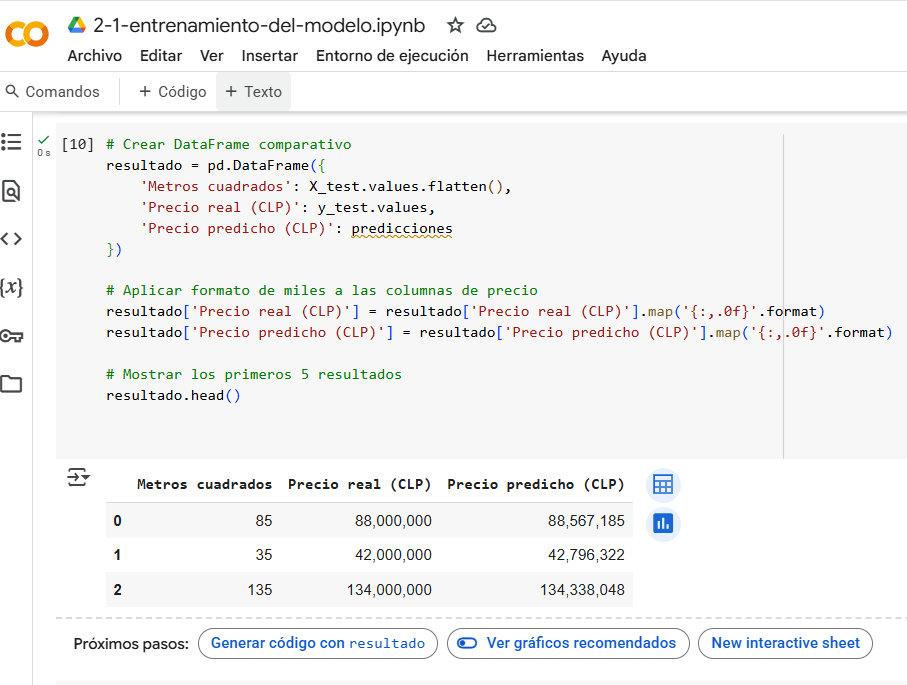 2-1-entrenamiento-del-modelo.ipynb
Archivo Editar Ver Insertar Entorno de ejecución Herramientas Ayuda
Comandos + Código + Texto
0 s
[10] # Crear DataFrame comparativo
resultado = pd.DataFrame({
    'Metros cuadrados': X_test.values.flatten(),
    'Precio real (CLP)': y_test.values,
    'Precio predicho (CLP)': predicciones
})
# Aplicar formato de miles a las columnas de precio
resultado['Precio real (CLP)'] = resultado['Precio real (CLP)'].map('{:,.0f}'.format)
resultado['Precio predicho (CLP)'] = resultado['Precio predicho (CLP)'].map('{:,.0f}'.format)
# Mostrar los primeros 5 resultados
resultado.head()
Metros cuadrados Precio real (CLP) Precio predicho (CLP)
0 85 88,000,000 88,567,185
1 35 42,000,000 42,796,322
2 135 134,000,000 134,338,048
Próximos pasos: Generar código con resultado Ver gráficos recomendados New interactive sheet